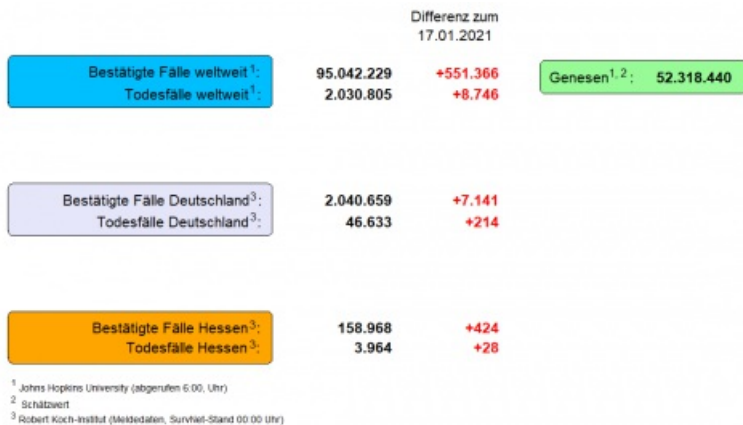 Differenz zum
17.01.2021
Bestätigte Fälle weltweit¹: 95.042.229 +551.366
Todesfälle weltweit¹: 2.030.805 +8.746
Genesen¹,²: 52.318.440
Bestätigte Fälle Deutschland³: 2.040.659 +7.141
Todesfälle Deutschland³: 46.633 +214
Bestätigte Fälle Hessen³: 158.968 +424
Todesfälle Hessen³: 3.964 +28
¹ Johns Hopkins University (abgerufen 6:00, Uhr)
² Schätzwert
³ Robert Koch-Institut (Meldedaten, SurvNet-Stand 00:00 Uhr)